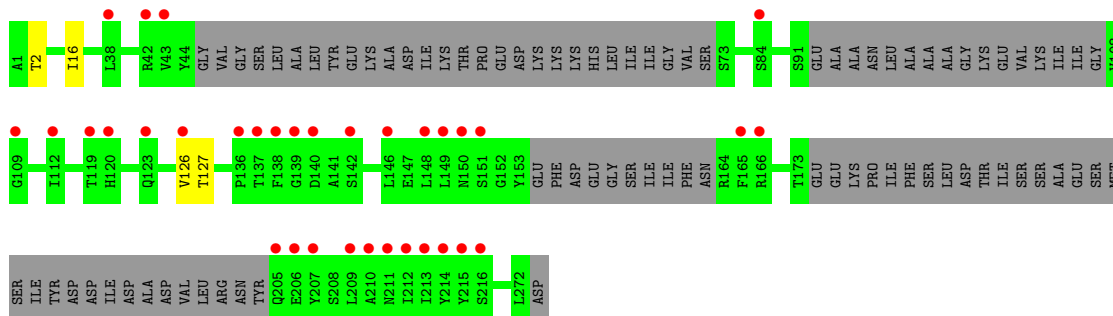 A1 T2 I16 L38 R42 V43 Y44 GLY VAL GLY SER LEU ALA LEU TYR GLU LYS ALA ASP ILE LYS THR PRO GLU ASP LYS LYS LYS HIS LEU ILE ILE GLY VAL SER S73 S84 S91 GLU ALA ALA ASN LEU ALA ALA ALA GLY LYS GLU VAL LYS ILE ILE GLY
G109 I112 T119 H120 Q123 V126 T127 P136 T137 F138 G139 D140 A141 S142 L146 E147 L148 L149 N150 S151 G152 Y153 GLU PHE ASP GLU GLY SER ILE ILE PHE ASN R164 F165 R166 T173 GLU GLU LYS PRO ILE PHE SER LEU ASP THR ILE SER SER ALA GLU SER MET
SER ILE TYR ASP ASP ILE ASP ALA ASP VAL LEU ARG ASN TYR Q205 E206 Y207 S208 L209 A210 N211 I212 I213 Y214 Y215 S216 L272 ASP